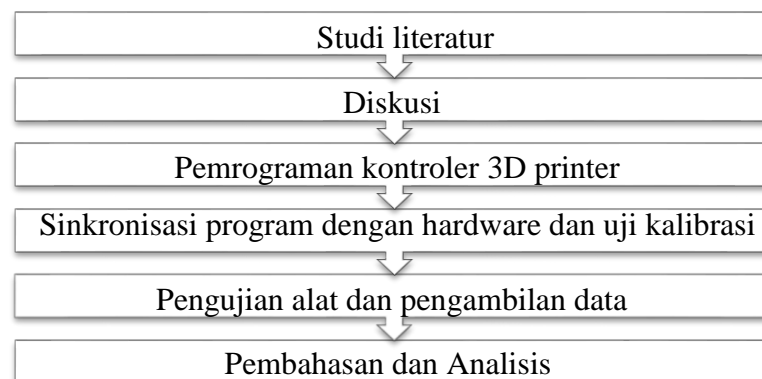 Studi literatur
Diskusi
Pemrograman kontroler 3D printer
Sinkronisasi program dengan hardware dan uji kalibrasi
Pengujian alat dan pengambilan data
Pembahasan dan Analisis